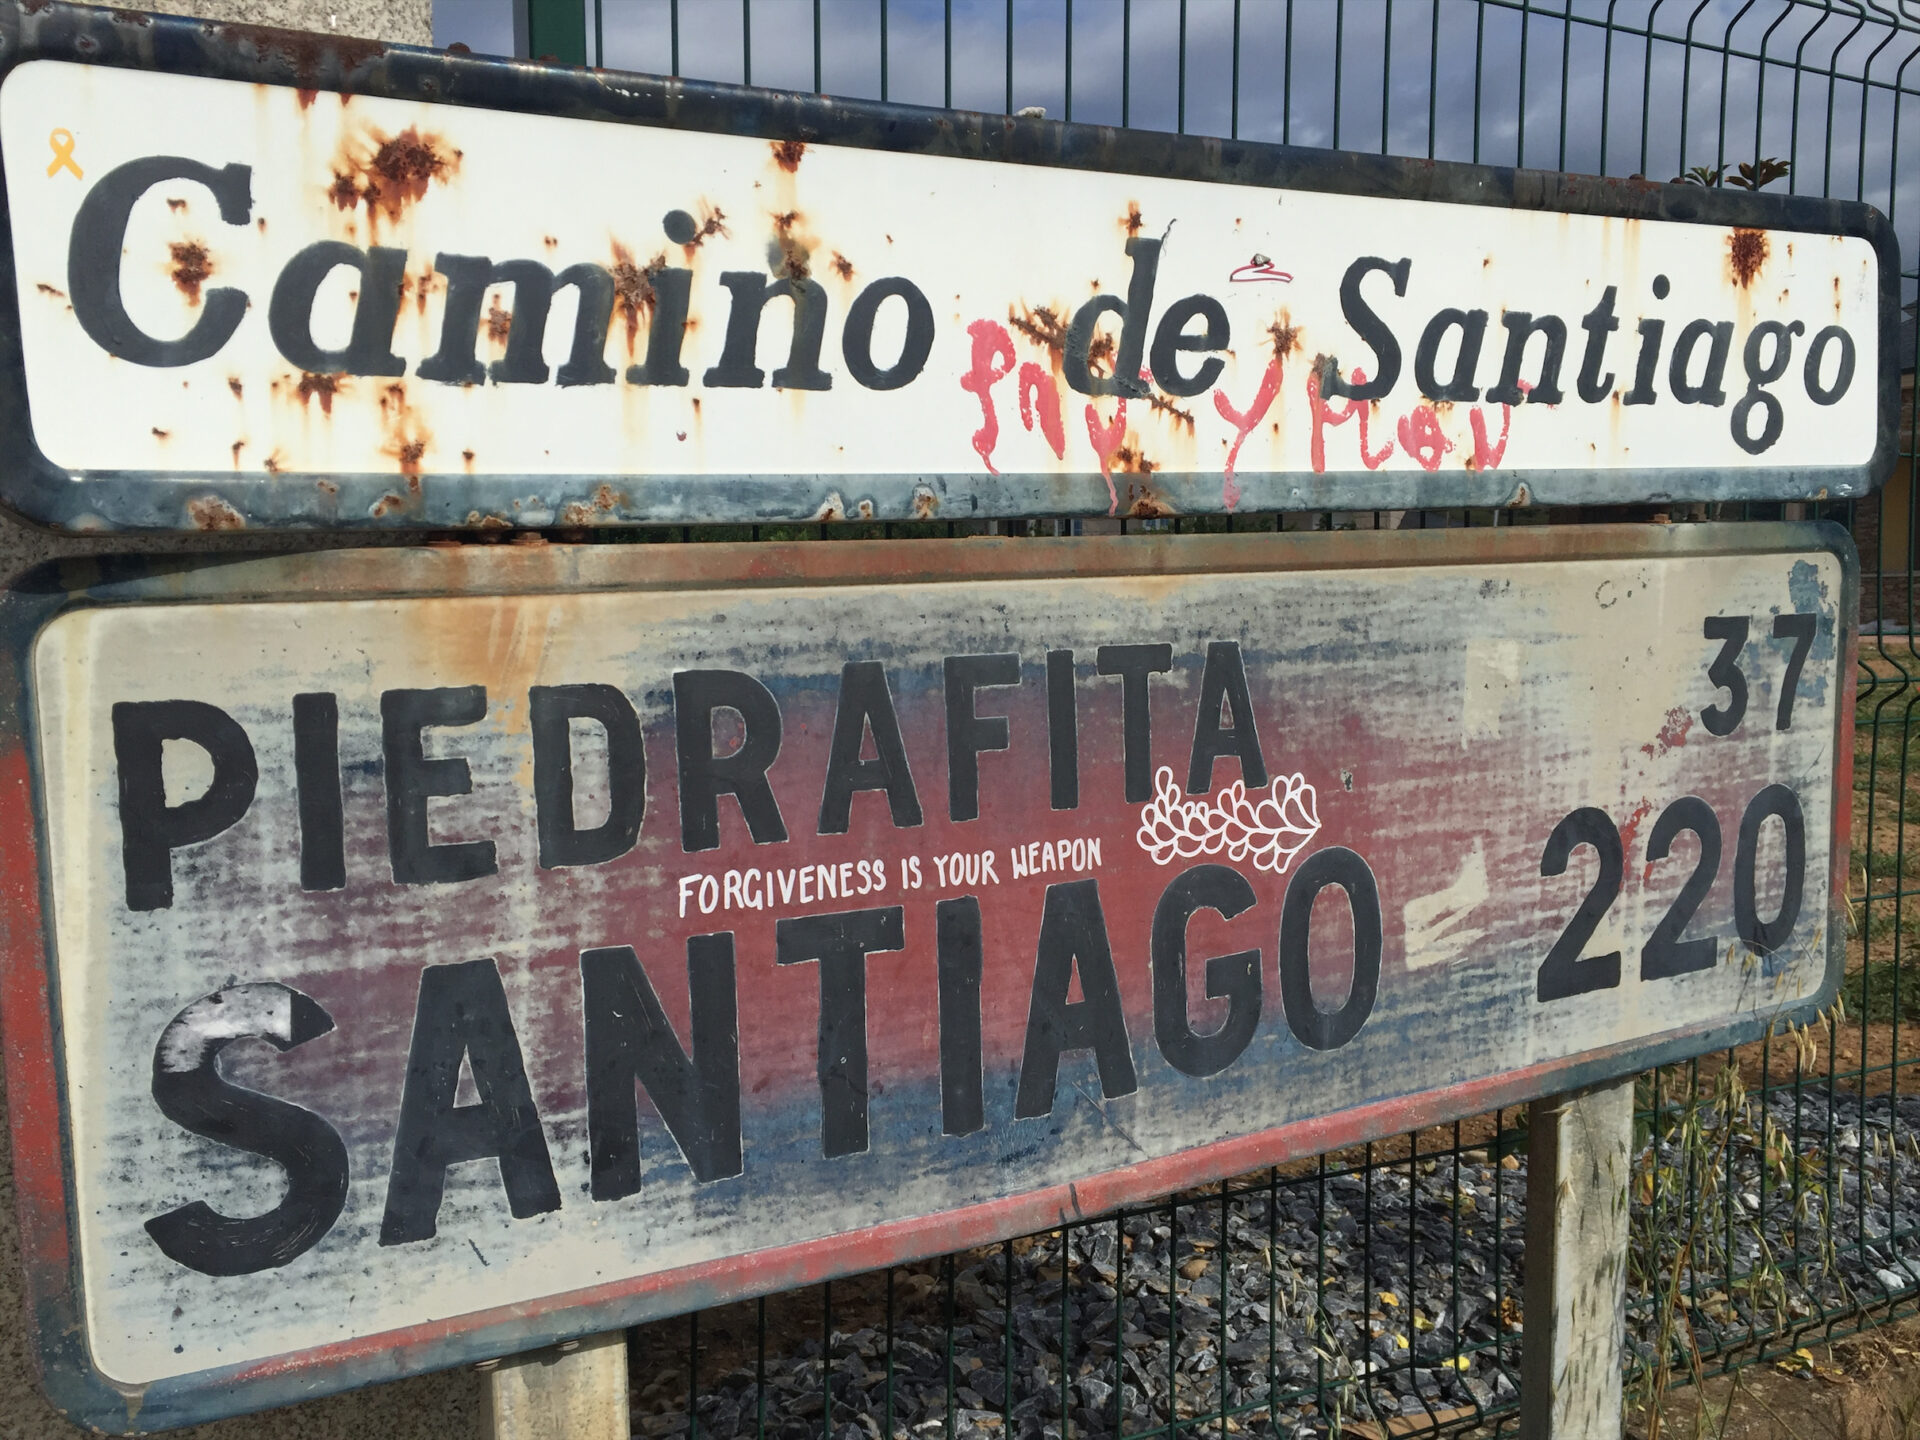 Camino de Santiago
PIEDRAFITA 37
FORGIVENESS IS YOUR WEAPON
SANTIAGO 220